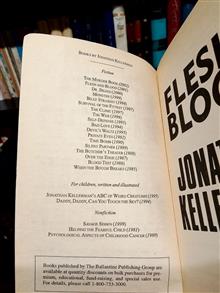 BOOKS BY JONATHAN KELLERMAN
Fiction
THE MURDER BOOK (2002)
FLESH AND BLOOD (2001)
DR. DEATH (2000)
MONSTER (1999)
BILLY STRAIGHT (1998)
SURVIVAL OF THE FITTEST (1997)
THE CLINIC (1997)
THE WEB (1996)
SELF-DEFENSE (1995)
BAD LOVE (1994)
DEVIL'S WALTZ (1993)
PRIVATE EYES (1992)
TIME BOMB (1990)
SILENT PARTNER (1989)
THE BUTCHER'S THEATER (1988)
OVER THE EDGE (1987)
BLOOD TEST (1986)
WHEN THE BOUGH BREAKS (1985)
For children, written and illustrated
JONATHAN KELLERMAN'S ABC OF WEIRD CREATURES (1995)
DADDY, DADDY, CAN YOU TOUCH THE SKY? (1994)
Nonfiction
SAVAGE SPAWN (1999)
HELPING THE FEARFUL CHILD (1981)
PSYCHOLOGICAL ASPECTS OF CHILDHOOD CANCER (1980)
Books published by The Ballantine Publishing Group are
available at quantity discounts on bulk purchases for pre-
mium, educational, fund-raising, and special sales use.
For details, please call 1-800-733-3000.
FLES
BLO
JONA
KELL